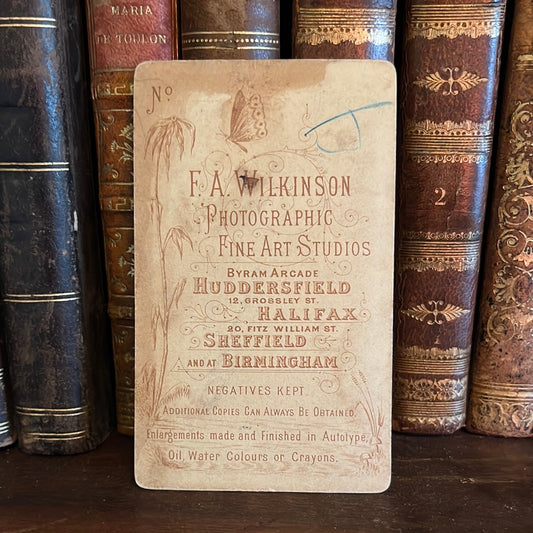 MARIA
DE TOULON
2
Nº
F. A. WILKINSON
PHOTOGRAPHIC
FINE ART STUDIOS
BYRAM ARCADE
HUDDERSFIELD
12, GROSSLEY ST.
HALIFAX
20, FITZ WILLIAM ST.
SHEFFIELD
AND AT BIRMINGHAM
NEGATIVES KEPT.
ADDITIONAL COPIES CAN ALWAYS BE OBTAINED.
Enlargements made and Finished in Autotype,
Oil, Water Colours or Crayons.